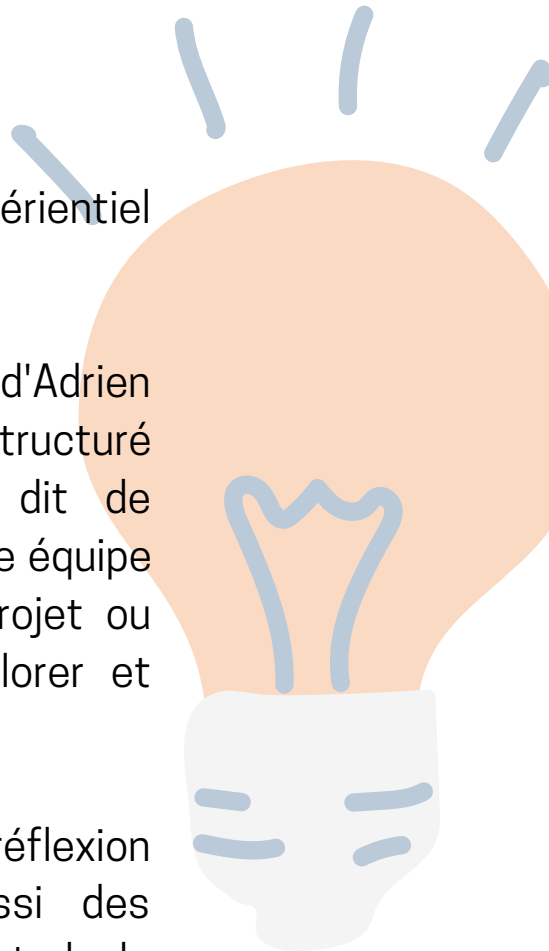 érientiel
d'Adrien
tructuré
dit de
e équipe
rojet ou
lorer et
réflexion
ssi des